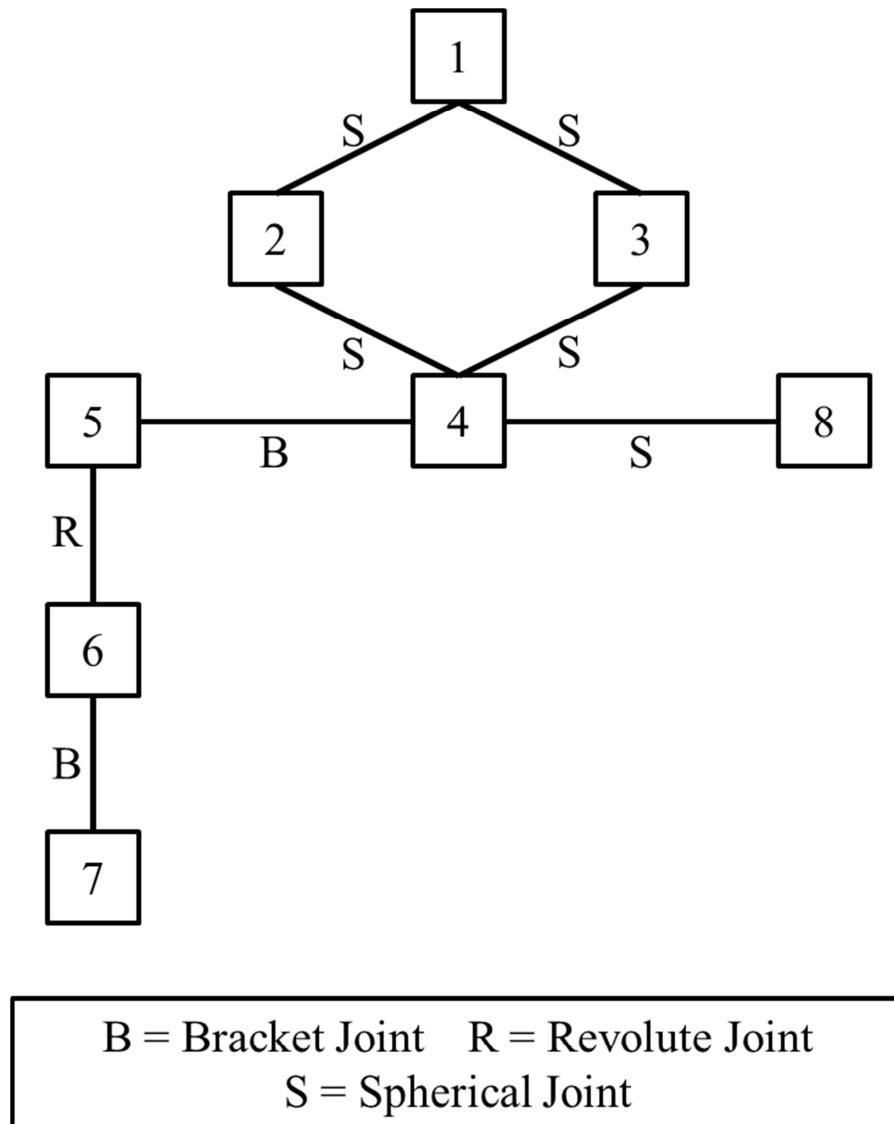 1
S S
2 3
S S
5 4 8
B S
R
6
B
7
B = Bracket Joint R = Revolute Joint
S = Spherical Joint